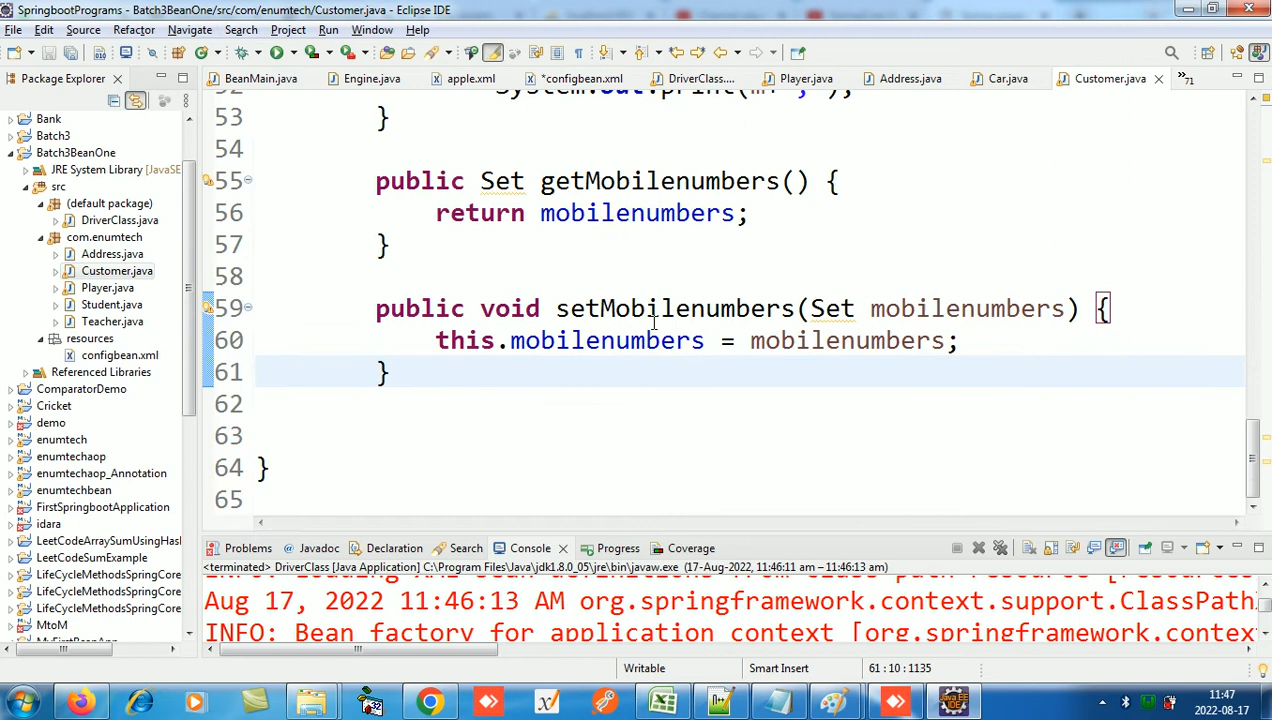 SpringbootPrograms - Batch3BeanOne/src/com/enumtech/Customer.java - Eclipse IDE
File Edit Source Refactor Navigate Search Project Run Window Help
Package Explorer
BeanMain.java Engine.java apple.xml *configbean.xml DriverClass.... Player.java Address.java Car.java Customer.java 71
Bank
Batch3
Batch3BeanOne
JRE System Library [JavaSE
src
(default package)
DriverClass.java
com.enumtech
Address.java
Customer.java
Player.java
Student.java
Teacher.java
resources
configbean.xml
Referenced Libraries
ComparatorDemo
Cricket
demo
enumtech
enumtechaop
enumtechaop_Annotation
enumtechbean
FirstSpringbootApplication
idara
LeetCodeArraySumUsingHas
LeetCodeSumExample
LifeCycleMethodsSpringCore
LifeCycleMethodsSpringCore
LifeCycleMethodsSpringCore
MtoM
MyFirstBeanApp
53 }
54
55 public Set getMobilenumbers() {
56 return mobilenumbers;
57 }
58
59 public void setMobilenumbers(Set mobilenumbers) {
60 this.mobilenumbers = mobilenumbers;
61 }
62
63
64 }
65
Problems @ Javadoc Declaration Search Console Progress Coverage
<terminated> DriverClass [Java Application] C:\Program Files\Java\jdk1.8.0_05\jre\bin\javaw.exe (17-Aug-2022, 11:46:11 am – 11:46:13 am)
Aug 17, 2022 11:46:13 AM org.springframework.context.support.ClassPath
INFO: Bean factory for application context [org.springframework.context
Writable Smart Insert 61 : 10 : 1135
11:47
2022-08-17